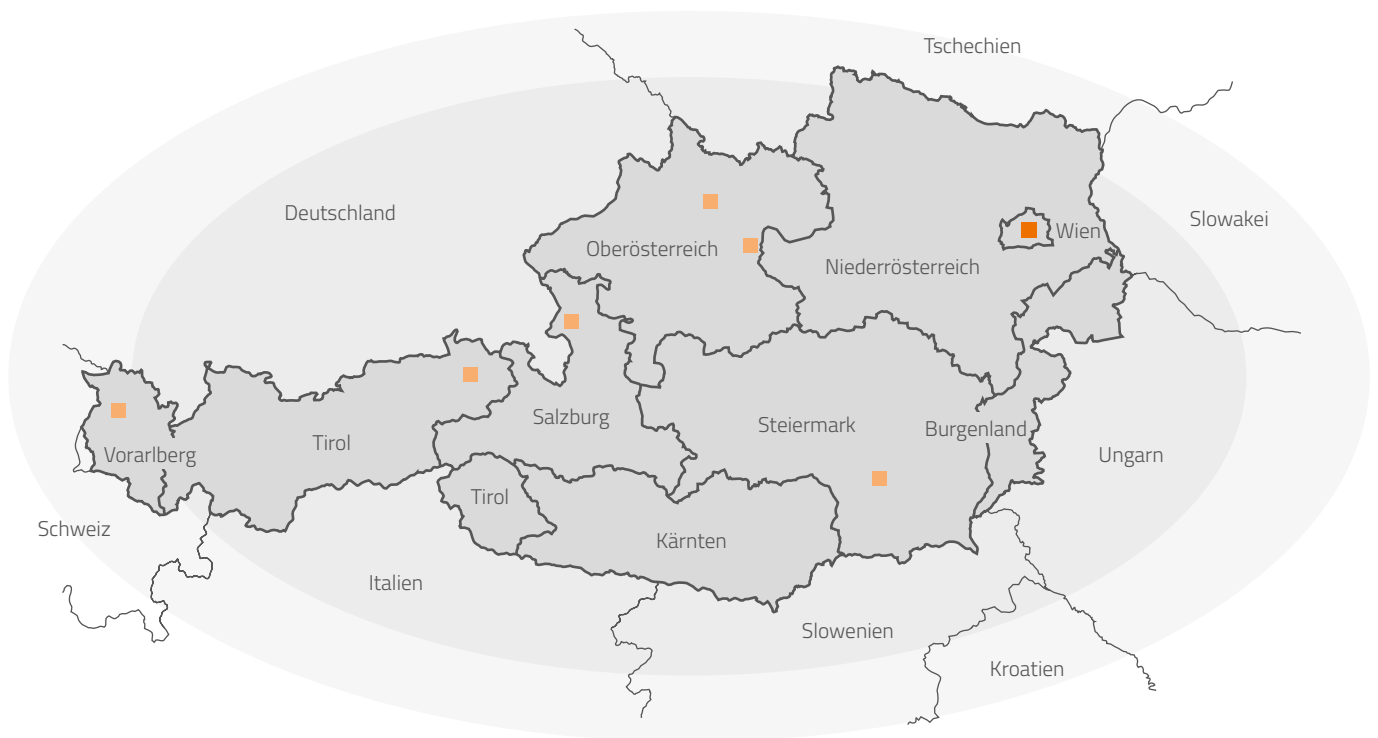 Tschechien
Deutschland
Slowakei
Wien
Oberösterreich
Niederrösterreich
Salzburg
Steiermark
Burgenland
Tirol
Vorarlberg
Ungarn
Tirol
Schweiz
Kärnten
Italien
Slowenien
Kroatien